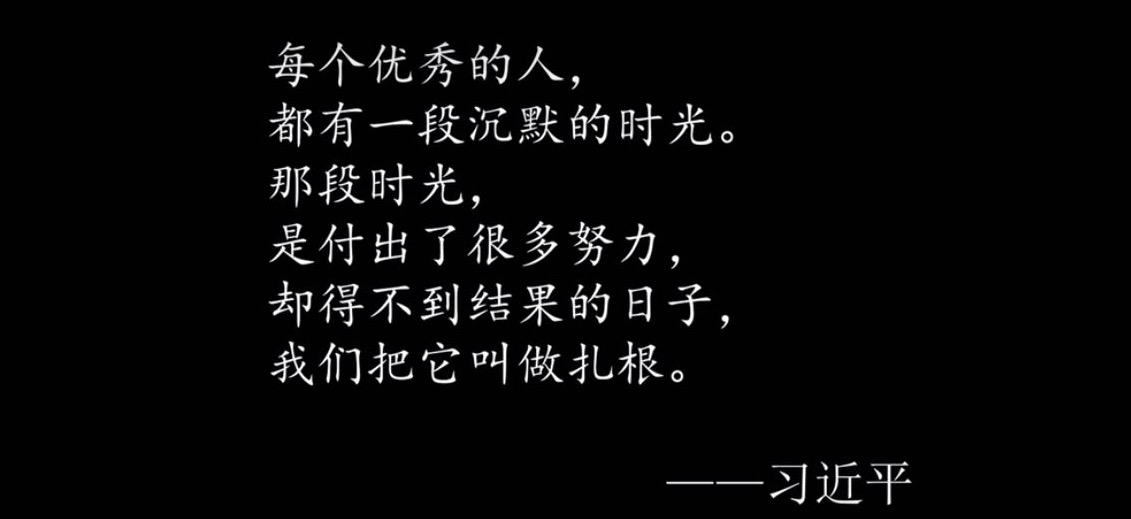 每个优秀的人，
都有一段沉默的时光。
那段时光，
是付出了很多努力，
却得不到结果的日子，
我们把它叫做扎根。
——习近平